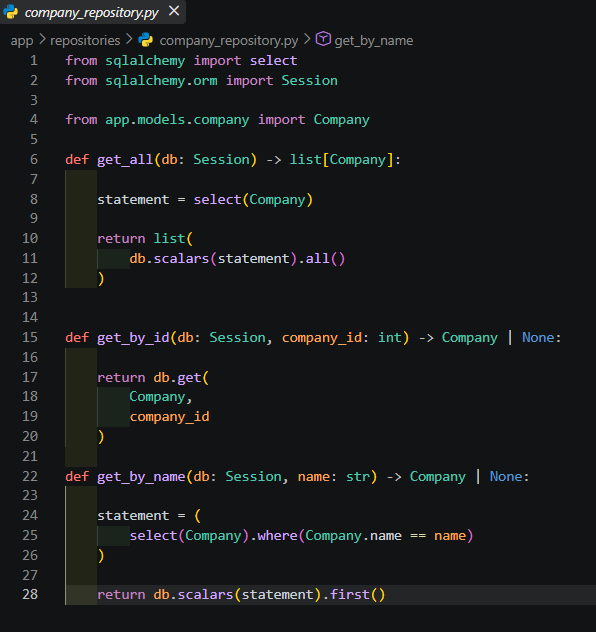 company_repository.py ×
app > repositories > company_repository.py > get_by_name
1 from sqlalchemy import select
2 from sqlalchemy.orm import Session
3
4 from app.models.company import Company
5
6 def get_all(db: Session) -> list[Company]:
7
8     statement = select(Company)
9
10     return list(
11         db.scalars(statement).all()
12     )
13
14
15 def get_by_id(db: Session, company_id: int) -> Company | None:
16
17     return db.get(
18         Company,
19         company_id
20     )
21
22 def get_by_name(db: Session, name: str) -> Company | None:
23
24     statement = (
25         select(Company).where(Company.name == name)
26     )
27
28     return db.scalars(statement).first()